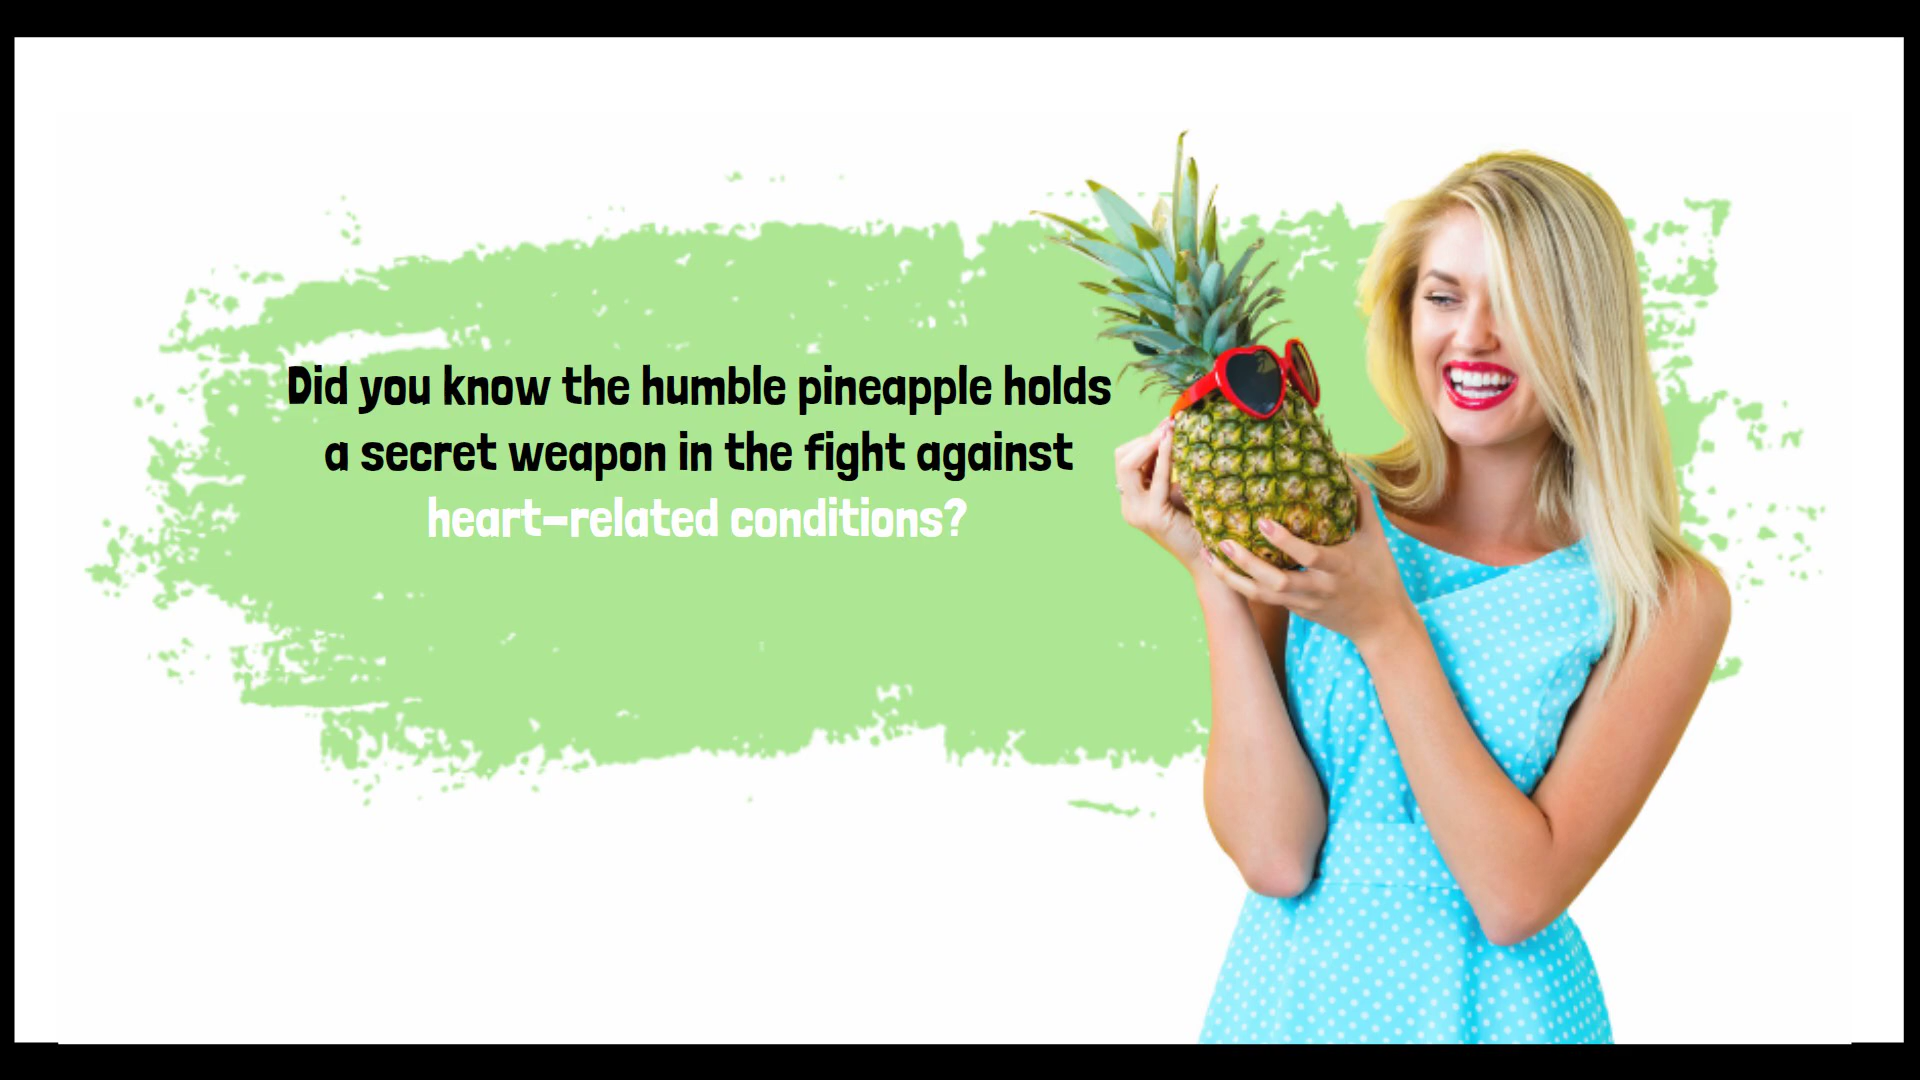 Did you know the humble pineapple holds
a secret weapon in the fight against
heart-related conditions?